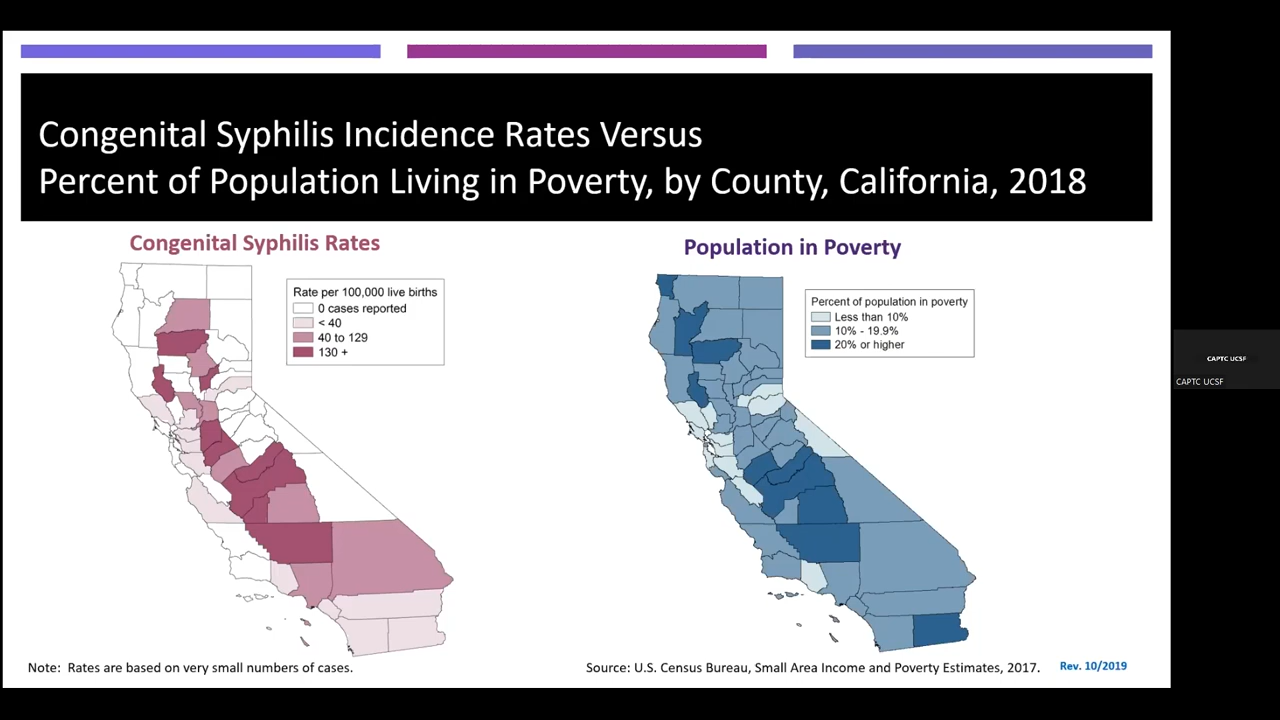 Congenital Syphilis Incidence Rates Versus
Percent of Population Living in Poverty, by County, California, 2018
Congenital Syphilis Rates
Rate per 100,000 live births
0 cases reported
< 40
40 to 129
130 +
Population in Poverty
Percent of population in poverty
Less than 10%
10% - 19.9%
20% or higher
CAPTC UCSF
CAPTC UCSF
Note: Rates are based on very small numbers of cases.
Source: U.S. Census Bureau, Small Area Income and Poverty Estimates, 2017.
Rev. 10/2019